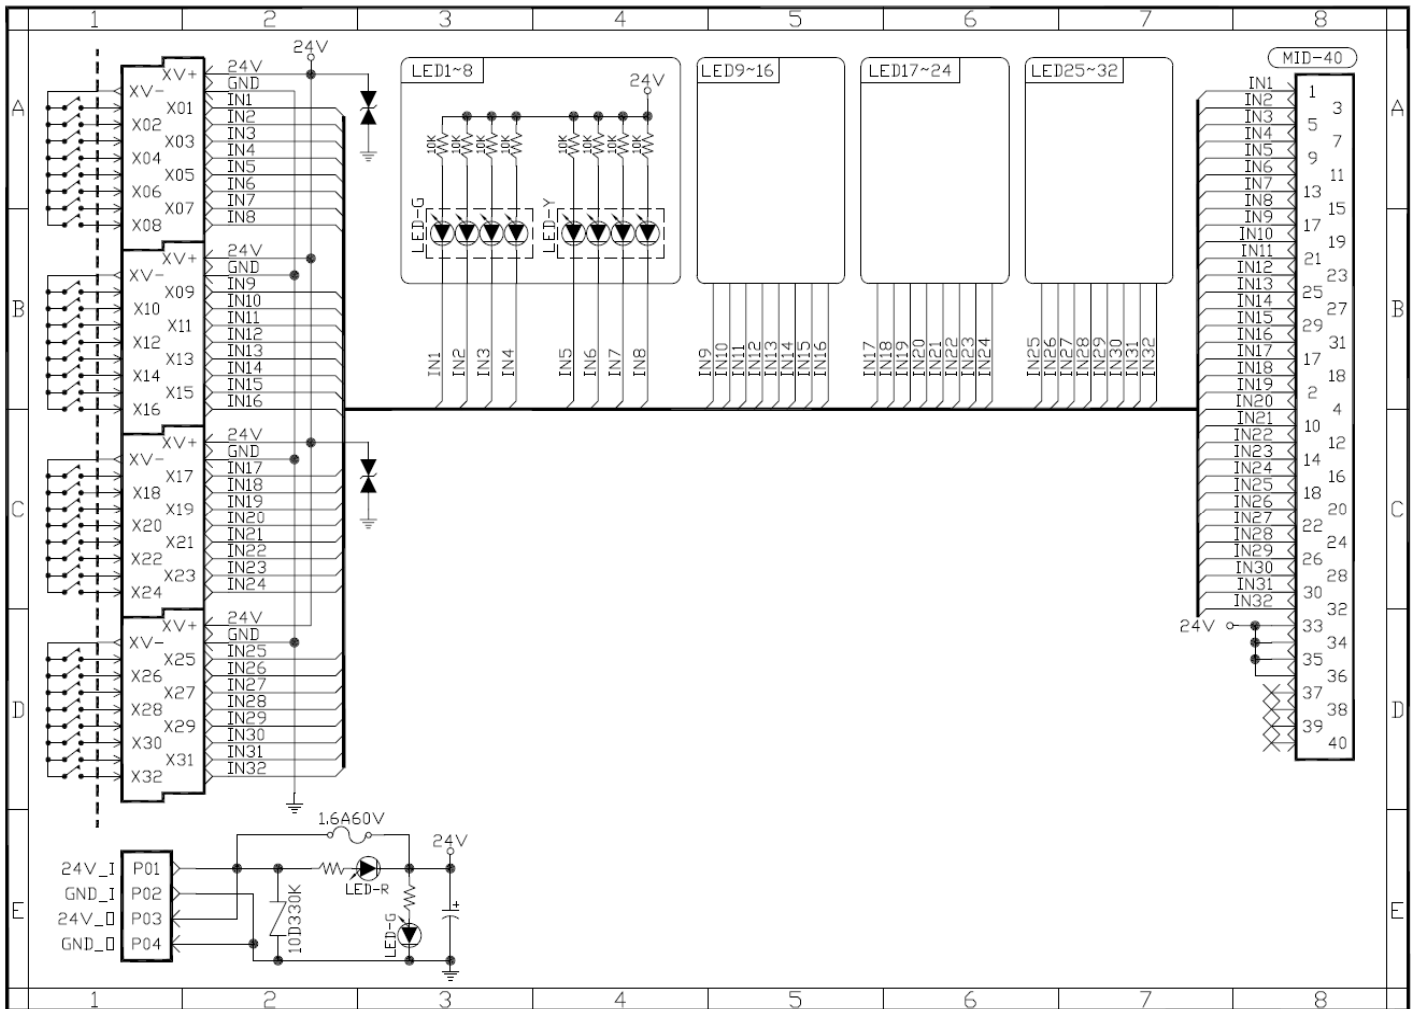 1 2 3 4 5 6 7 8
A
B
C
D
E
24V
XV+ 24V
XV- GND
X01 IN1
X02 IN2
X03 IN3
X04 IN4
X05 IN5
X06 IN6
X07 IN7
X08 IN8
XV+ 24V
XV- GND
X09 IN9
X10 IN10
X11 IN11
X12 IN12
X13 IN13
X14 IN14
X15 IN15
X16 IN16
XV+ 24V
XV- GND
X17 IN17
X18 IN18
X19 IN19
X20 IN20
X21 IN21
X22 IN22
X23 IN23
X24 IN24
XV+ 24V
XV- GND
X25 IN25
X26 IN26
X27 IN27
X28 IN28
X29 IN29
X30 IN30
X31 IN31
X32 IN32
LED1~8
24V
10K 10K 10K 10K 10K 10K 10K 10K
LED-G
LED-Y
IN1 IN2 IN3 IN4 IN5 IN6 IN7 IN8
LED9~16
IN9 IN10 IN11 IN12 IN13 IN14 IN15 IN16
LED17~24
IN17 IN18 IN19 IN20 IN21 IN22 IN23 IN24
LED25~32
IN25 IN26 IN27 IN28 IN29 IN30 IN31 IN32
MID-40
IN1 1
IN2 3
IN3 5
IN4 7
IN5 9
IN6 11
IN7 13
IN8 15
IN9 17
IN10 19
IN11 21
IN12 23
IN13 25
IN14 27
IN15 29
IN16 31
IN17 17
IN18 18
IN19 2
IN20 4
IN21 10
IN22 12
IN23 14
IN24 16
IN25 18
IN26 20
IN27 22
IN28 24
IN29 26
IN30 28
IN31 30
IN32 32
24V 33
34
35
36
37
38
39
40
1.6A60V
24V
24V_I P01
GND_I P02
24V_O P03
GND_O P04
10D330K
LED-R
LED-G
+
A
B
C
D
E
1 2 3 4 5 6 7 8